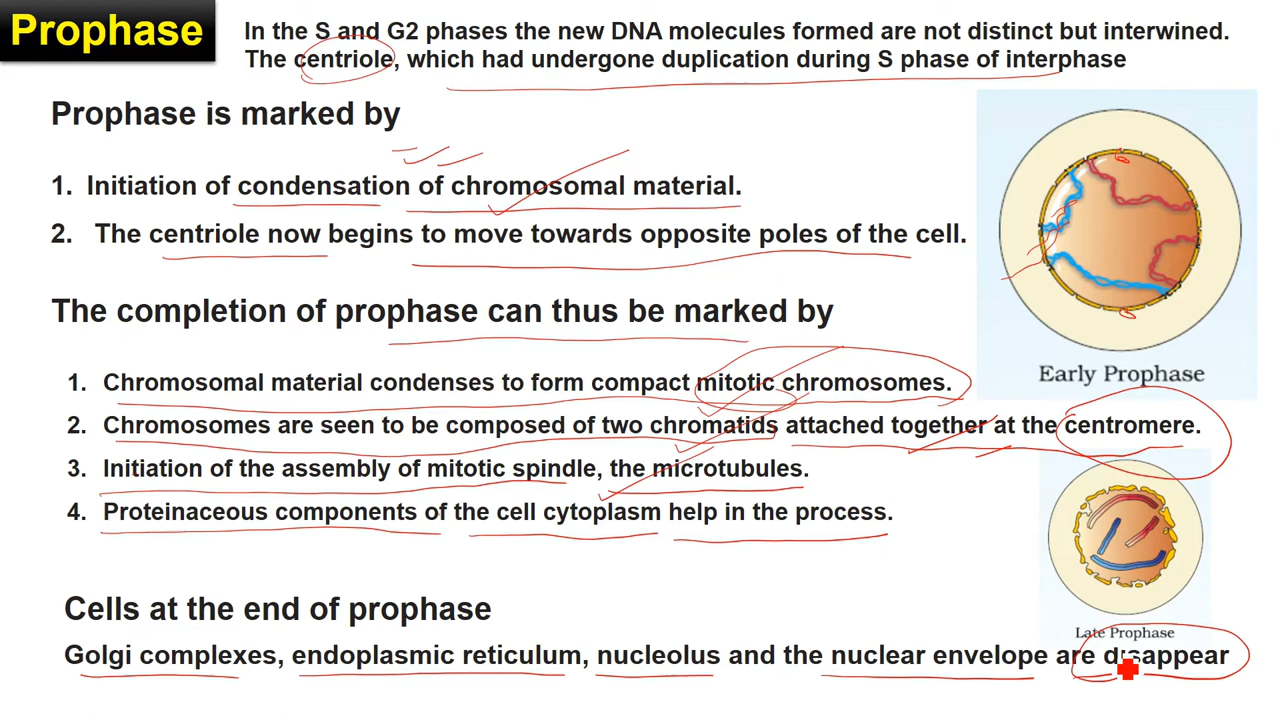 Prophase
In the S and G2 phases the new DNA molecules formed are not distinct but interwined.
The centriole, which had undergone duplication during S phase of interphase
Prophase is marked by
1. Initiation of condensation of chromosomal material.
2. The centriole now begins to move towards opposite poles of the cell.
The completion of prophase can thus be marked by
Early Prophase
1. Chromosomal material condenses to form compact mitotic chromosomes.
2. Chromosomes are seen to be composed of two chromatids attached together at the centromere.
3. Initiation of the assembly of mitotic spindle, the microtubules.
4. Proteinaceous components of the cell cytoplasm help in the process.
Cells at the end of prophase
Late Prophase
Golgi complexes, endoplasmic reticulum, nucleolus and the nuclear envelope are disappear